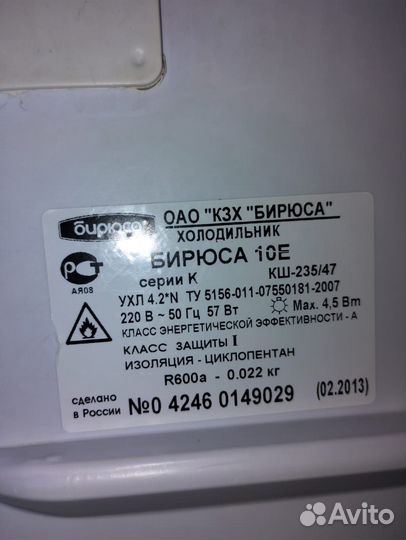 бирюса
ОАО "КЗХ "БИРЮСА"
ХОЛОДИЛЬНИК
БИРЮСА 10Е
серии К КШ-235/47
РСТ
АЯ08
УХЛ 4.2*N ТУ 5156-011-07550181-2007
220 В ~ 50 Гц 57 Вт Max. 4,5 Вт
КЛАСС ЭНЕРГЕТИЧЕСКОЙ ЭФФЕКТИВНОСТИ - А
КЛАСС ЗАЩИТЫ I
ИЗОЛЯЦИЯ - ЦИКЛОПЕНТАН
R600a - 0.022 кг
сделано
в России
№0 4246 0149029 (02.2013)
Avito